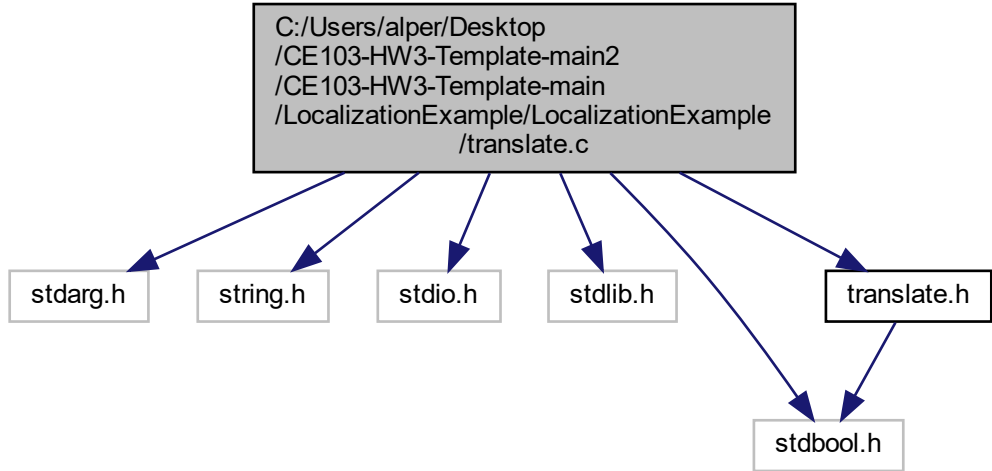 C:/Users/alper/Desktop
/CE103-HW3-Template-main2
/CE103-HW3-Template-main
/LocalizationExample/LocalizationExample
/translate.c
stdarg.h
string.h
stdio.h
stdlib.h
translate.h
stdbool.h